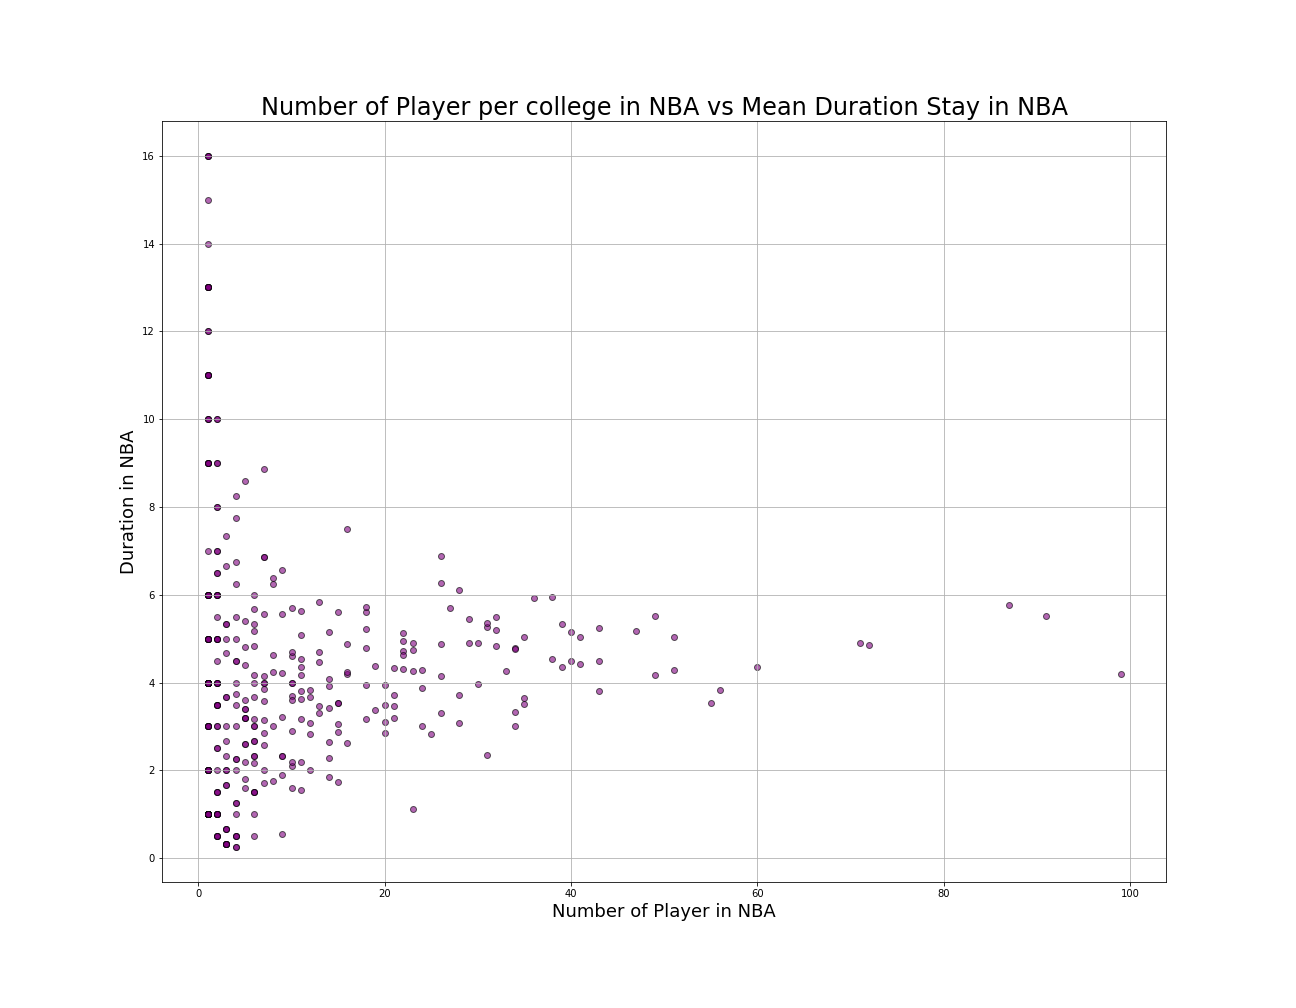 Number of Player per college in NBA vs Mean Duration Stay in NBA
16
14
12
10
8
6
4
2
0
Duration in NBA
0 20 40 60 80 100
Number of Player in NBA